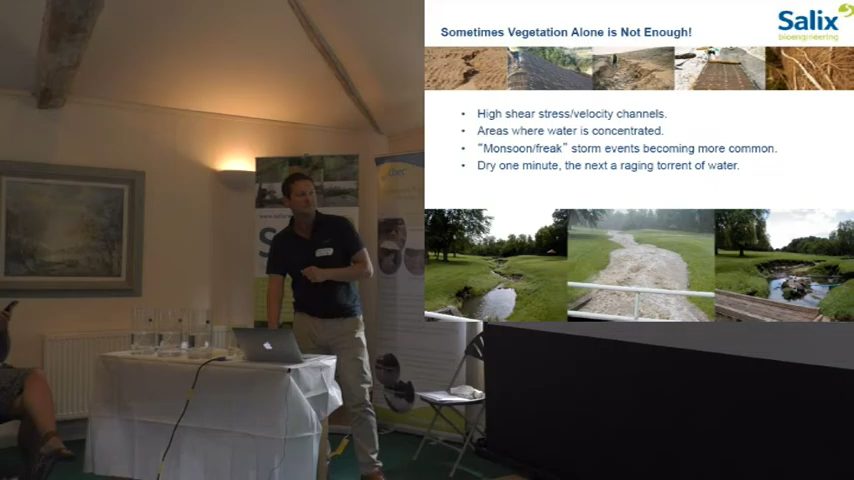 Salix
bioengineering
Sometimes Vegetation Alone is Not Enough!
• High shear stress/velocity channels.
• Areas where water is concentrated.
• "Monsoon/freak" storm events becoming more common.
• Dry one minute, the next a raging torrent of water.